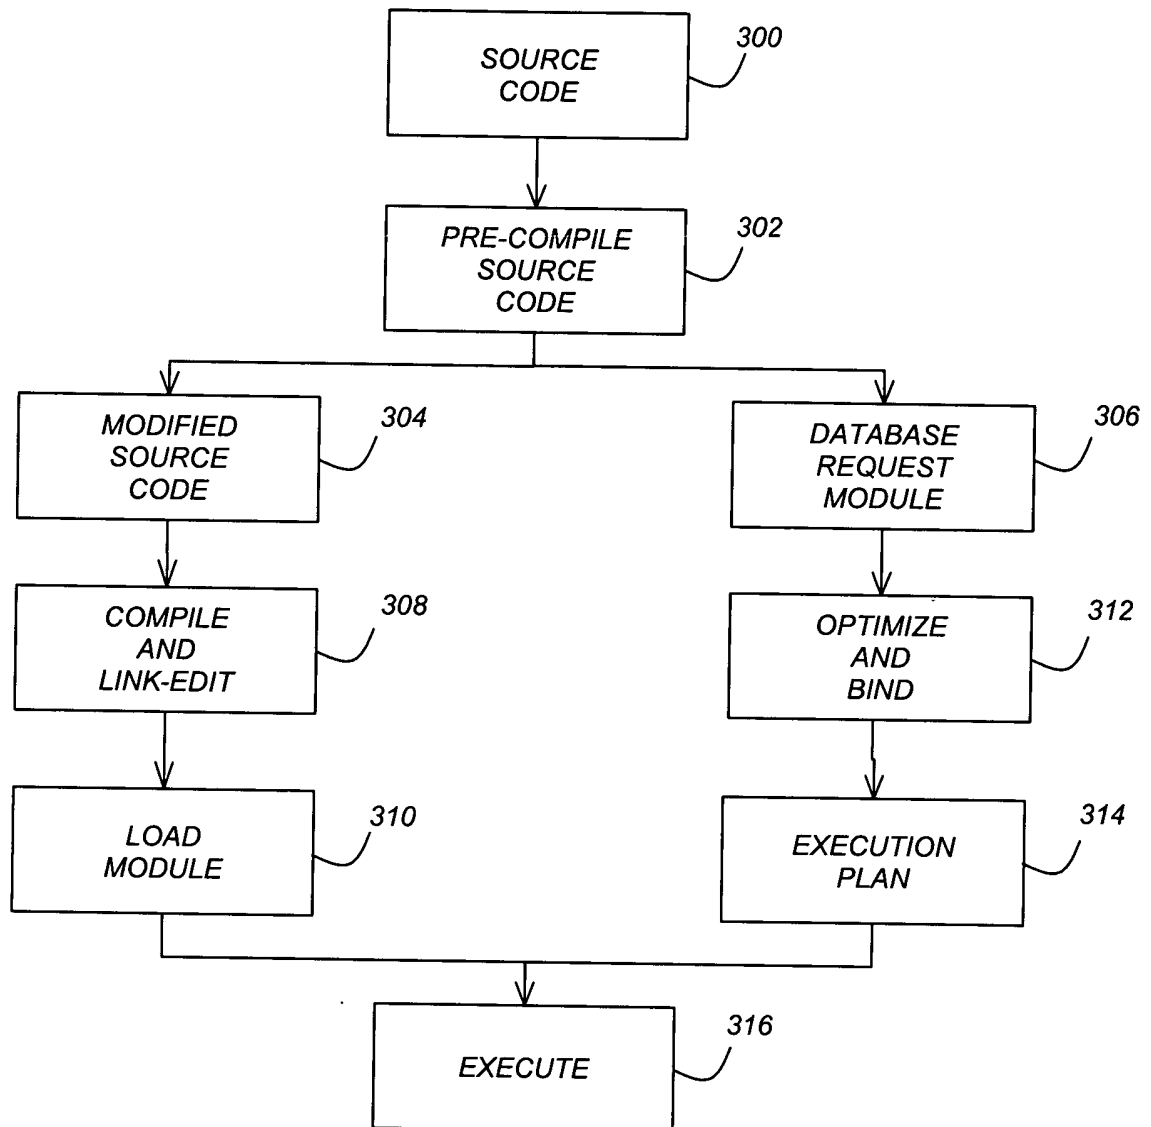 SOURCE
CODE
300
PRE-COMPILE
SOURCE
CODE
302
MODIFIED
SOURCE
CODE
304
DATABASE
REQUEST
MODULE
306
COMPILE
AND
LINK-EDIT
308
OPTIMIZE
AND
BIND
312
LOAD
MODULE
310
EXECUTION
PLAN
314
EXECUTE
316